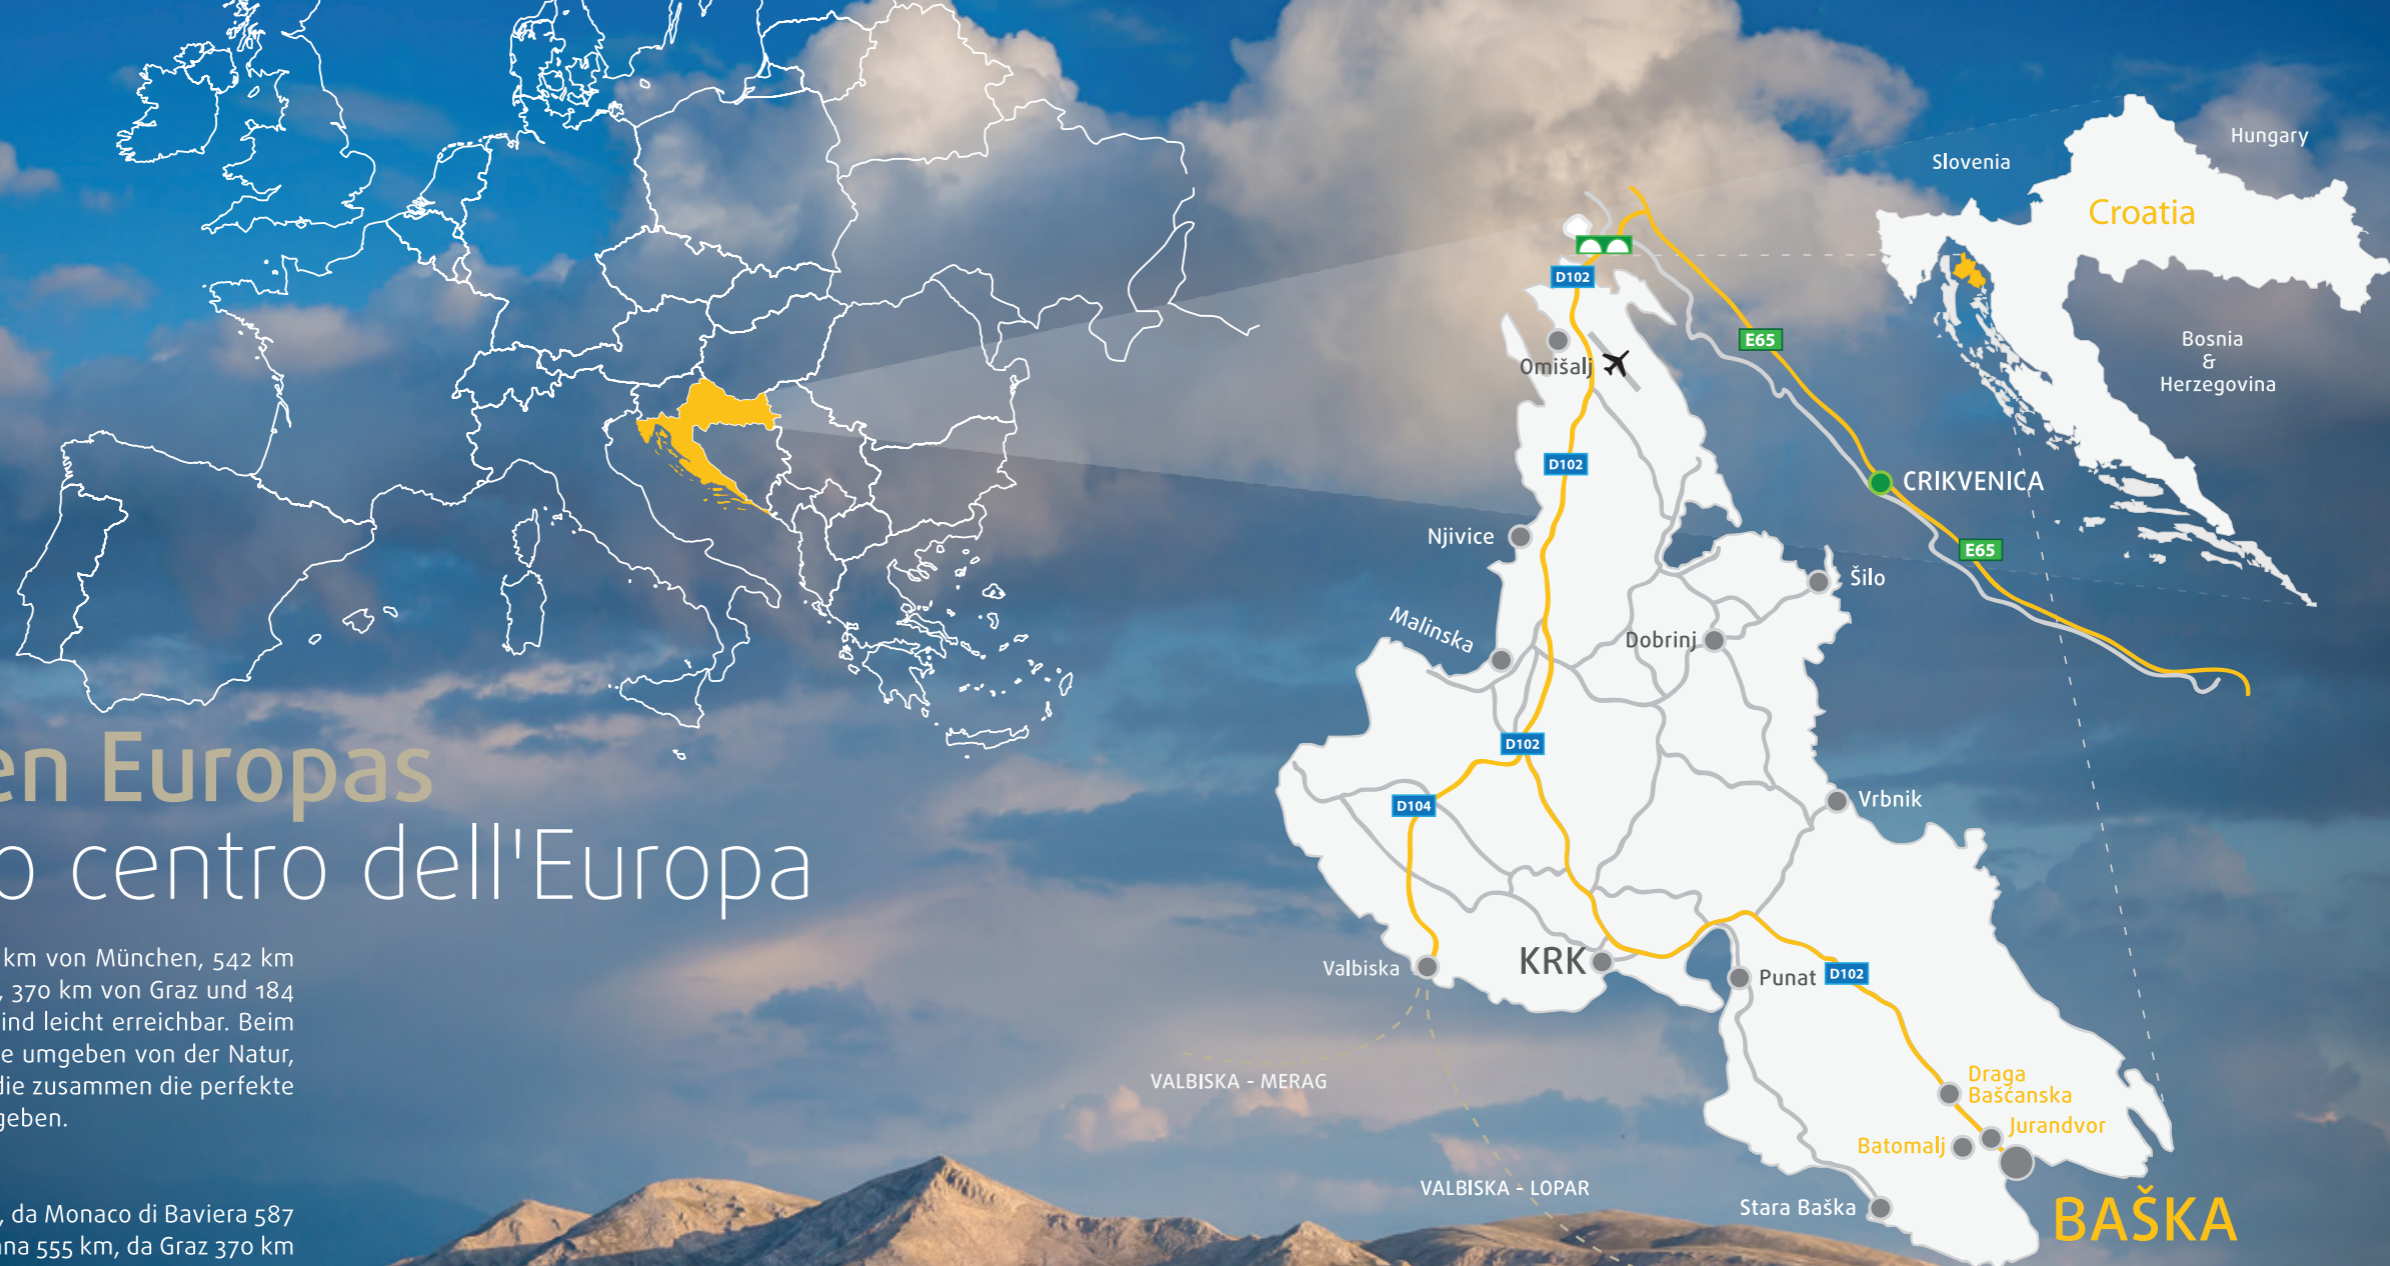 en Europas
o centro dell'Europa
km von München, 542 km
, 370 km von Graz und 184
ind leicht erreichbar. Beim
e umgeben von der Natur,
die zusammen die perfekte
geben.
, da Monaco di Baviera 587
na 555 km, da Graz 370 km
Hungary
Slovenia
Croatia
Bosnia
&
Herzegovina
D102
E65
Omišalj
D102
CRIKVENICA
Njivice
E65
Šilo
Malinska
Dobrinj
D102
D104
Vrbnik
Valbiska
KRK
Punat
D102
VALBISKA - MERAG
Draga
Bašćanska
Jurandvor
Batomalj
VALBISKA - LOPAR
Stara Baška
BAŠKA